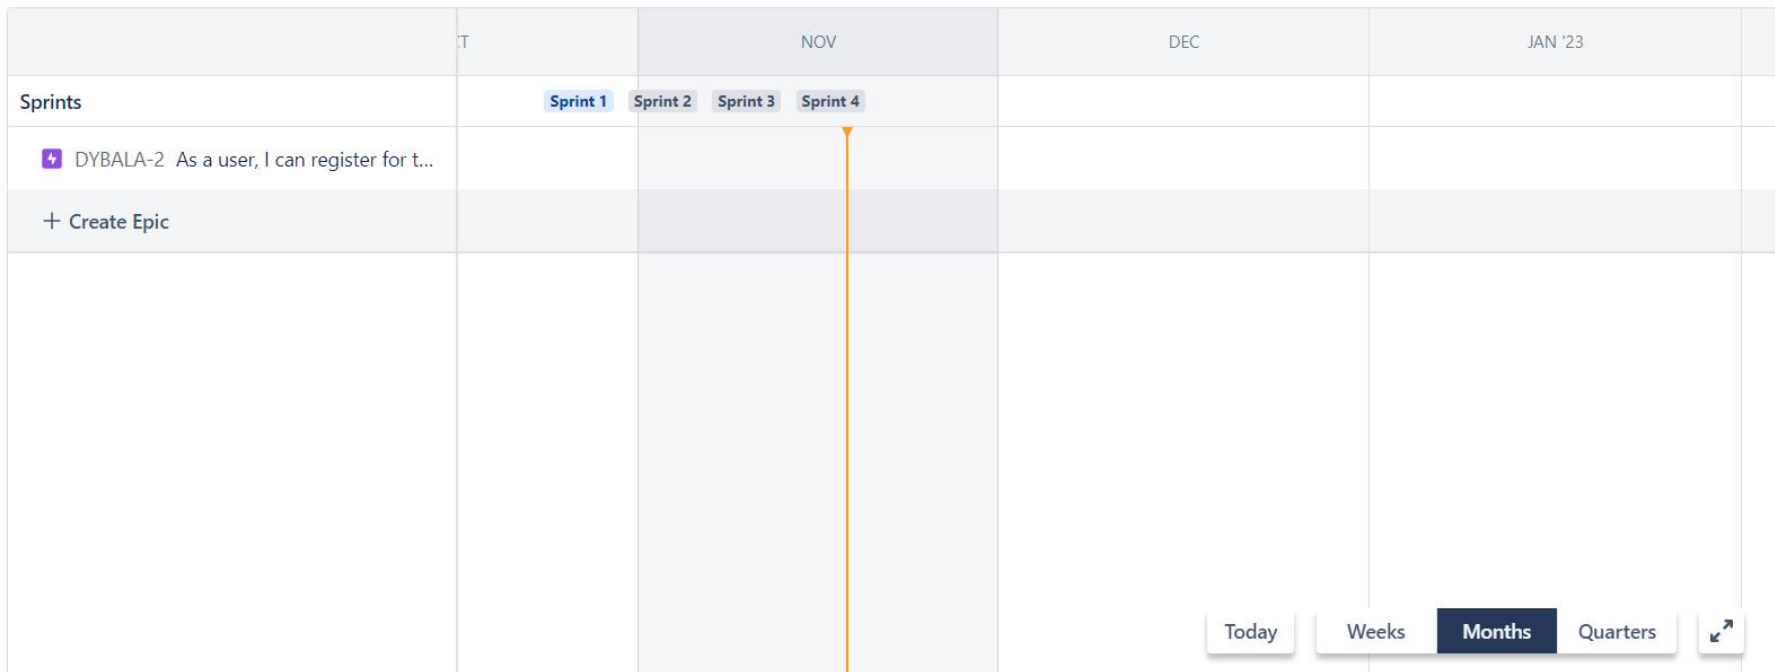 NOV DEC JAN '23
Sprints Sprint 1 Sprint 2 Sprint 3 Sprint 4
DYBALA-2 As a user, I can register for t...
+ Create Epic
Today Weeks Months Quarters